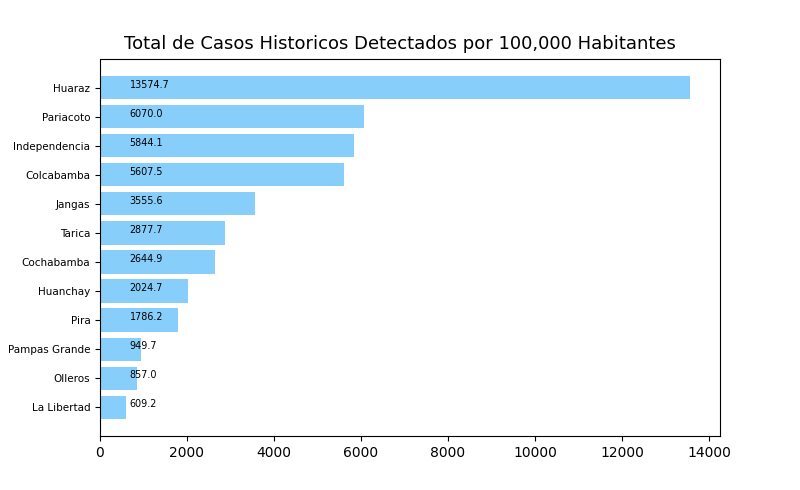 Total de Casos Historicos Detectados por 100,000 Habitantes
Huaraz 13574.7
Pariacoto 6070.0
Independencia 5844.1
Colcabamba 5607.5
Jangas 3555.6
Tarica 2877.7
Cochabamba 2644.9
Huanchay 2024.7
Pira 1786.2
Pampas Grande 949.7
Olleros 857.0
La Libertad 609.2
0 2000 4000 6000 8000 10000 12000 14000